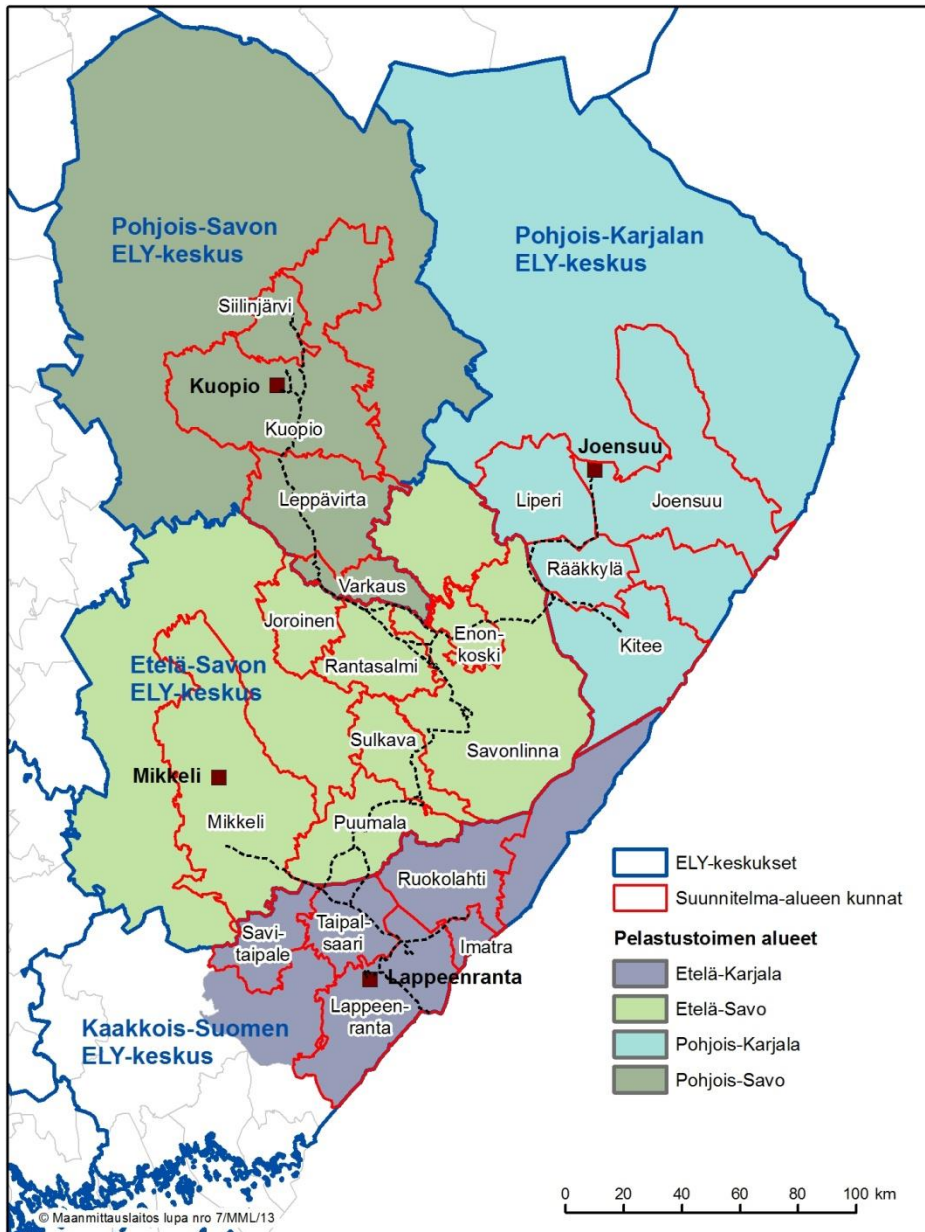 Pohjois-Savon
ELY-keskus
Pohjois-Karjalan
ELY-keskus
Siilinjärvi
Kuopio
Kuopio
Joensuu
Leppävirta
Liperi
Joensuu
Rääkkylä
Varkaus
Joroinen
Enon-
koski
Kitee
Rantasalmi
Etelä-Savon
ELY-keskus
Sulkava
Savonlinna
Mikkeli
Mikkeli
Puumala
Ruokolahti
Savi-
taipale
Taipal-
saari
Imatra
Lappeenranta
Lappeen-
ranta
Kaakkois-Suomen
ELY-keskus
ELY-keskukset
Suunnitelma-alueen kunnat
Pelastustoimen alueet
Etelä-Karjala
Etelä-Savo
Pohjois-Karjala
Pohjois-Savo
0 20 40 60 80 100 km
© Maanmittauslaitos lupa nro 7/MML/13